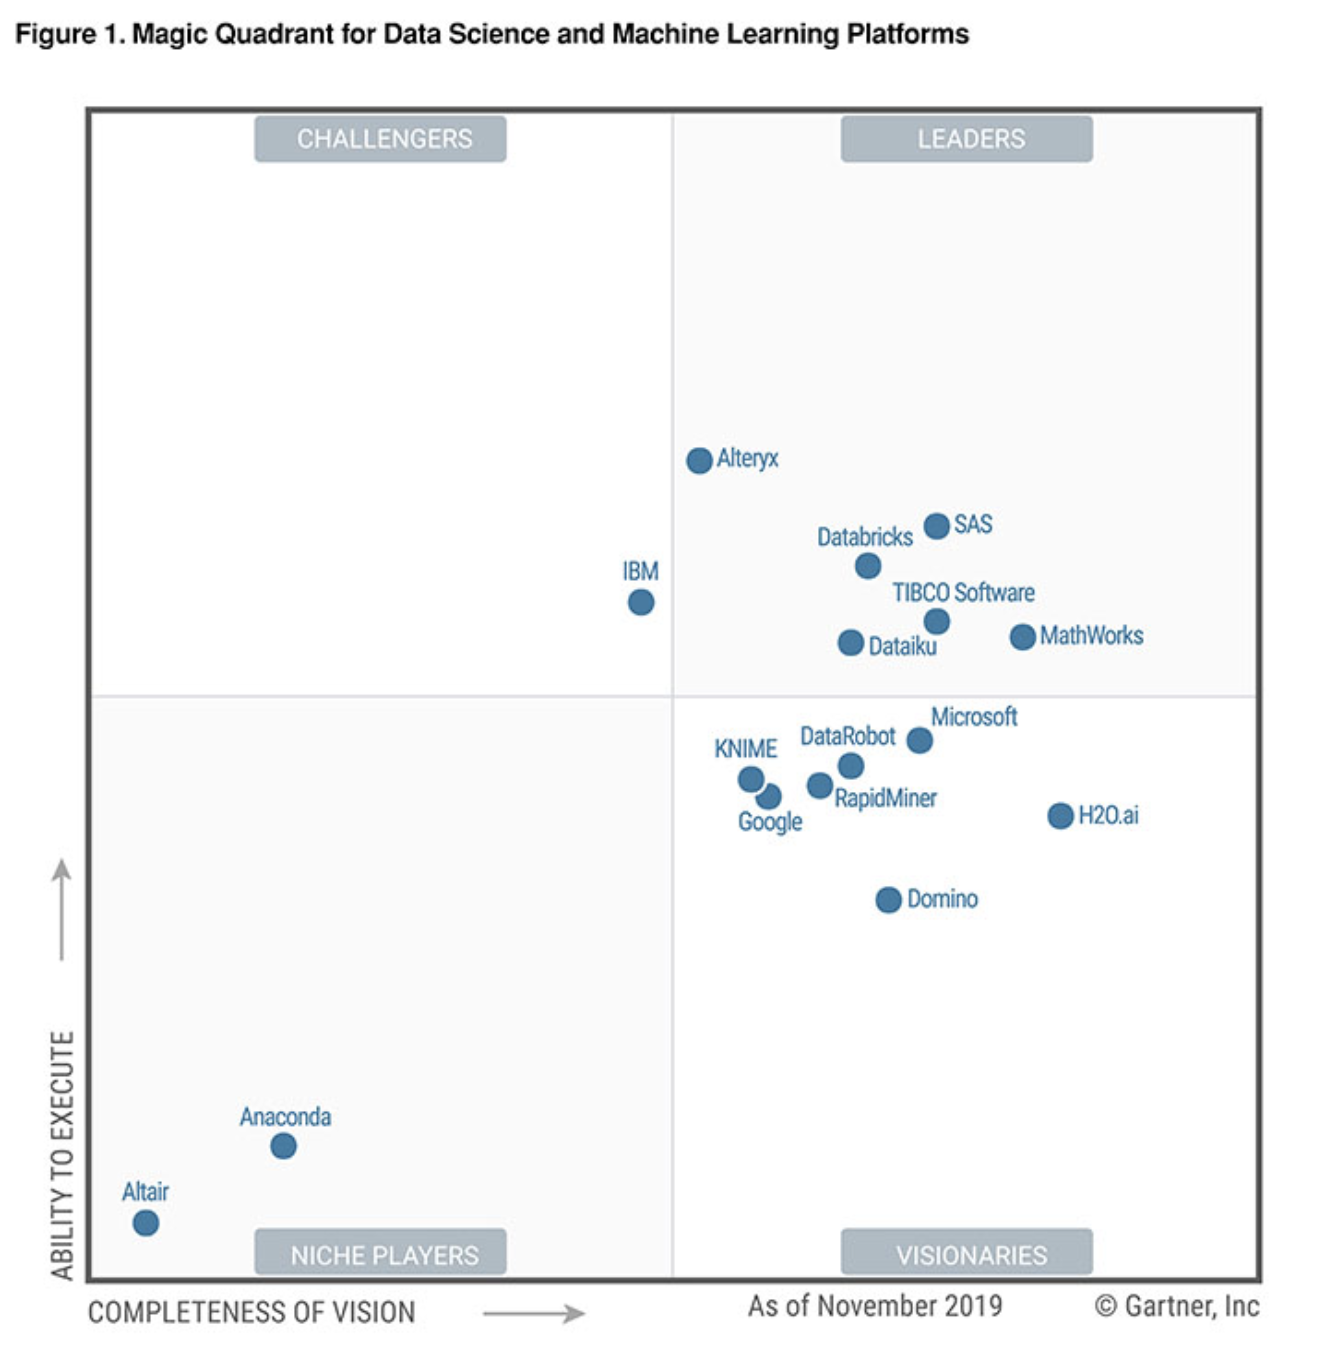 Figure 1. Magic Quadrant for Data Science and Machine Learning Platforms
CHALLENGERS
LEADERS
Alteryx
SAS
Databricks
IBM
TIBCO Software
MathWorks
Dataiku
Microsoft
DataRobot
KNIME
RapidMiner
Google
H2O.ai
Domino
Anaconda
Altair
ABILITY TO EXECUTE
NICHE PLAYERS
VISIONARIES
COMPLETENESS OF VISION
As of November 2019
© Gartner, Inc